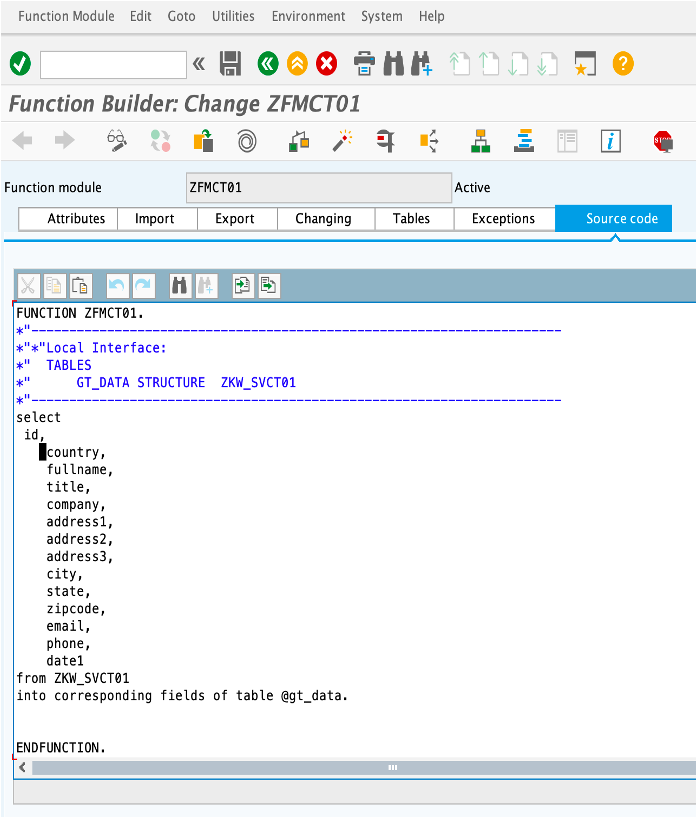 Function Module Edit Goto Utilities Environment System Help
Function Builder: Change ZFMCT01
Function module ZFMCT01 Active
Attributes Import Export Changing Tables Exceptions Source code
FUNCTION ZFMCT01.
*"----------------------------------------------------------------------
*"*"Local Interface:
*"  TABLES
*"      GT_DATA STRUCTURE  ZKW_SVCT01
*"----------------------------------------------------------------------
select
 id,
    country,
    fullname,
    title,
    company,
    address1,
    address2,
    address3,
    city,
    state,
    zipcode,
    email,
    phone,
    date1
from ZKW_SVCT01
into corresponding fields of table @gt_data.
ENDFUNCTION.